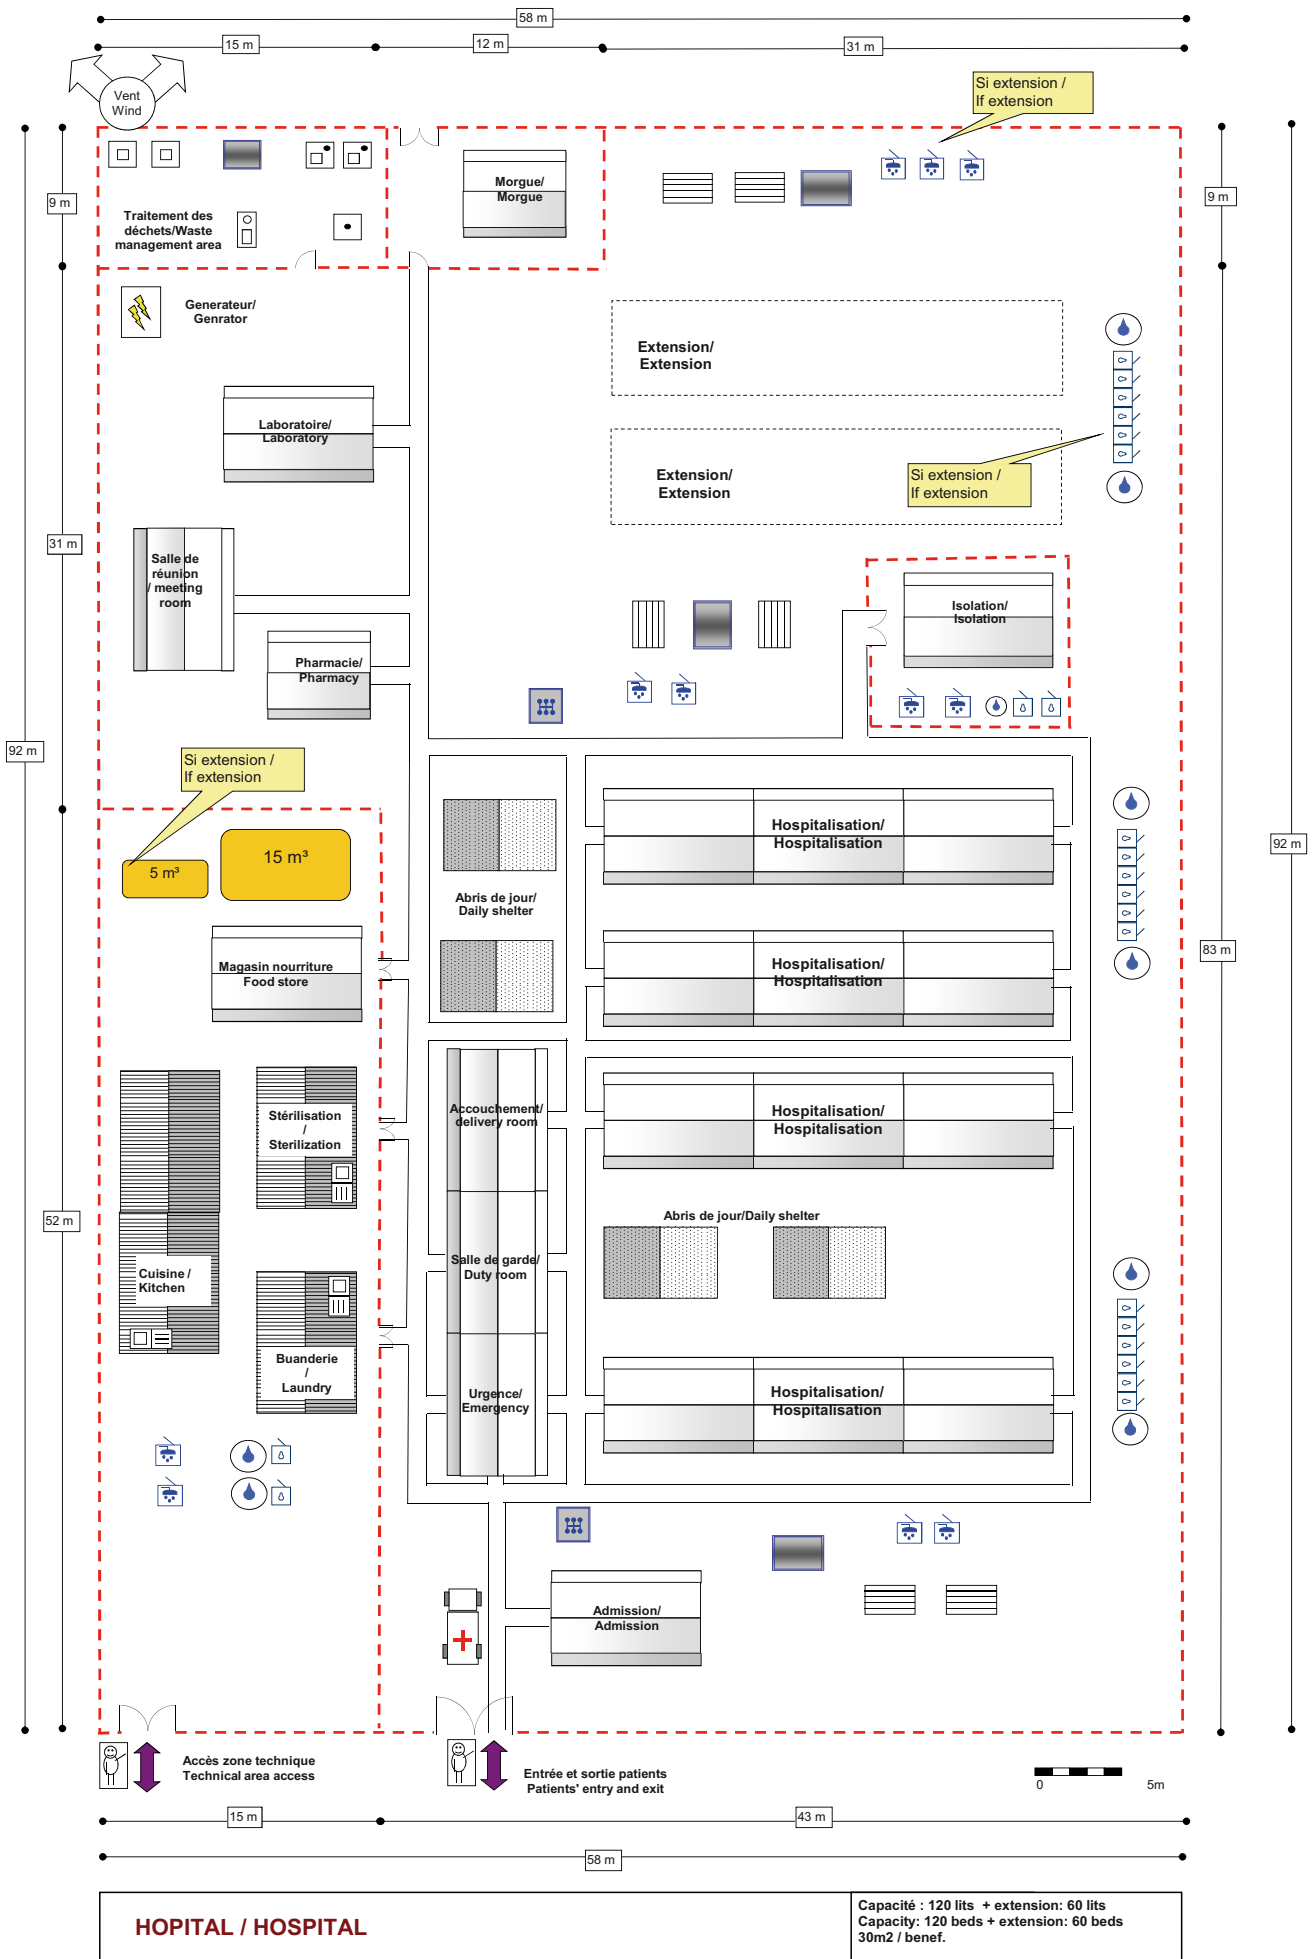 58 m
15 m
12 m
31 m
Vent
Wind
Si extension /
If extension
9 m
Traitement des
déchets/Waste
management area
Morgue/
Morgue
9 m
Generateur/
Genrator
Extension/
Extension
Laboratoire/
Laboratory
Extension/
Extension
Si extension /
If extension
31 m
Salle de
réunion
/ meeting
room
Isolation/
Isolation
Pharmacie/
Pharmacy
92 m
Si extension /
If extension
15 m³
5 m³
Hospitalisation/
Hospitalisation
92 m
Abris de jour/
Daily shelter
83 m
Magasin nourriture
Food store
Hospitalisation/
Hospitalisation
Stérilisation
/
Sterilization
Accouchement/
delivery room
Hospitalisation/
Hospitalisation
52 m
Abris de jour/Daily shelter
Cuisine /
Kitchen
Salle de garde/
Duty room
Buanderie
/
Laundry
Urgence/
Emergency
Hospitalisation/
Hospitalisation
Admission/
Admission
Accès zone technique
Technical area access
Entrée et sortie patients
Patients' entry and exit
0 5m
15 m
43 m
58 m
HOPITAL / HOSPITAL
Capacité : 120 lits + extension: 60 lits
Capacity: 120 beds + extension: 60 beds
30m2 / benef.